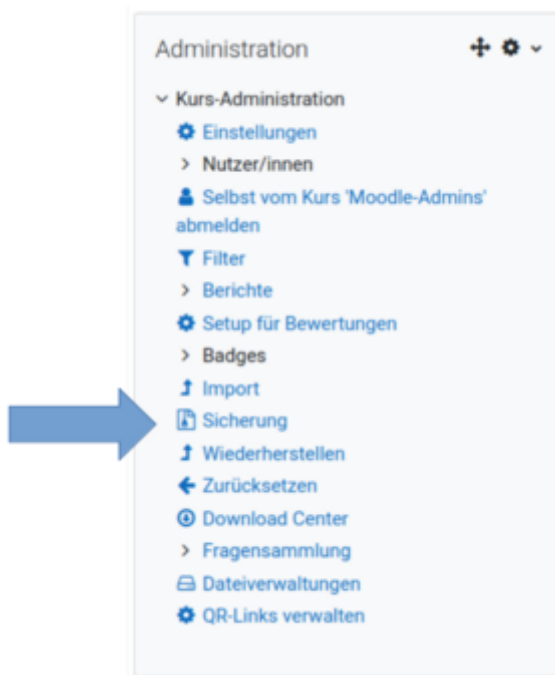 Administration
Kurs-Administration
Einstellungen
Nutzer/innen
Selbst vom Kurs 'Moodle-Admins'
abmelden
Filter
Berichte
Setup für Bewertungen
Badges
Import
Sicherung
Wiederherstellen
Zurücksetzen
Download Center
Fragensammlung
Dateiverwaltungen
QR-Links verwalten